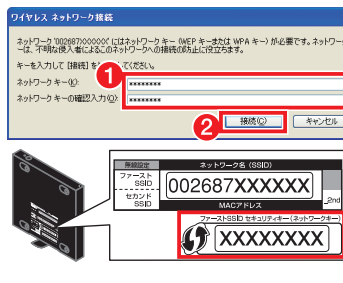 ワイヤレス ネットワーク接続
ネットワーク '002687XXXXXX' にはネットワーク キー (WEP キーまたは WPA キー) が必要です。ネットワーク
ーは、不明な侵入者によるこのネットワークへの接続の防止に役立ちます。
キーを入力して [接続] を
ください。
1
ネットワーク キー(K):
********
ネットワーク キーの確認入力(O):
********
2
接続(C)
キャンセル
無線設定
ネットワーク名 (SSID)
ファースト
SSID
002687XXXXXX
セカンド
SSID
MACアドレス
_2nd
ファーストSSID セキュリティキー(ネットワークキー)
XXXXXXXX